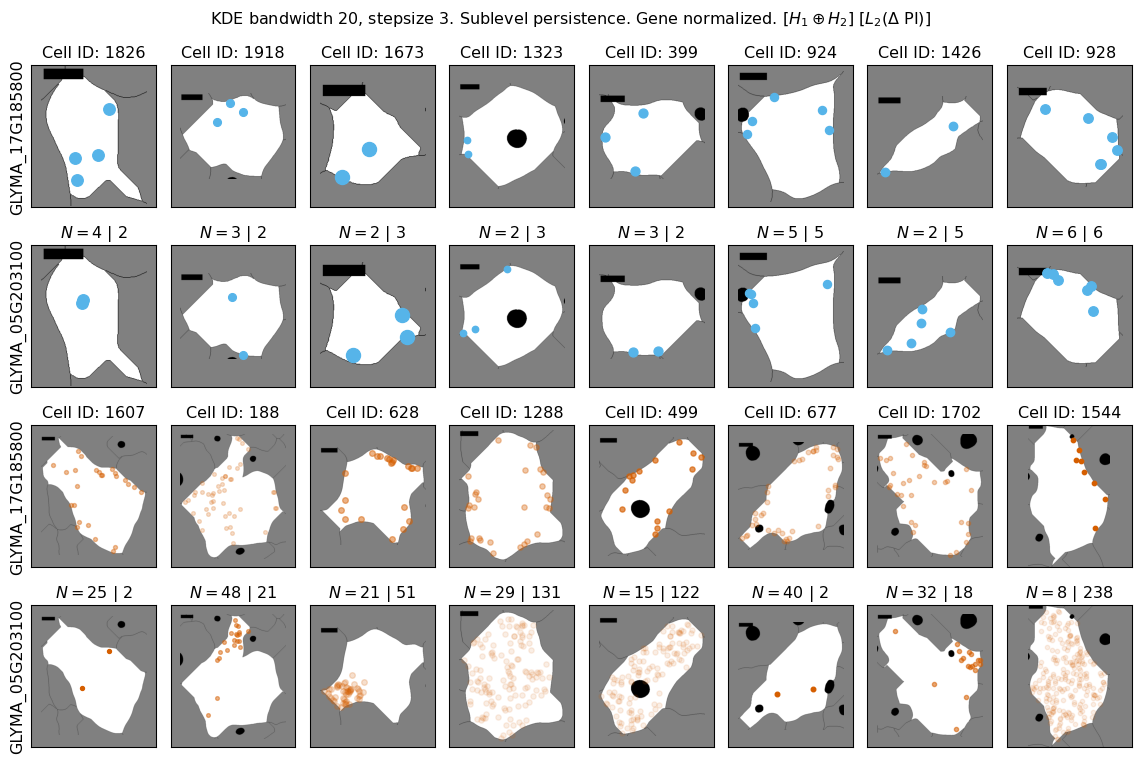 KDE bandwidth 20, stepsize 3. Sublevel persistence. Gene normalized. [H₁ ⊕ H₂] [L₂(Δ PI)]
Cell ID: 1826 Cell ID: 1918 Cell ID: 1673 Cell ID: 1323 Cell ID: 399 Cell ID: 924 Cell ID: 1426 Cell ID: 928
GLYMA_17G185800
N = 4 | 2 N = 3 | 2 N = 2 | 3 N = 2 | 3 N = 3 | 2 N = 5 | 5 N = 2 | 5 N = 6 | 6
GLYMA_05G203100
Cell ID: 1607 Cell ID: 188 Cell ID: 628 Cell ID: 1288 Cell ID: 499 Cell ID: 677 Cell ID: 1702 Cell ID: 1544
GLYMA_17G185800
N = 25 | 2 N = 48 | 21 N = 21 | 51 N = 29 | 131 N = 15 | 122 N = 40 | 2 N = 32 | 18 N = 8 | 238
GLYMA_05G203100